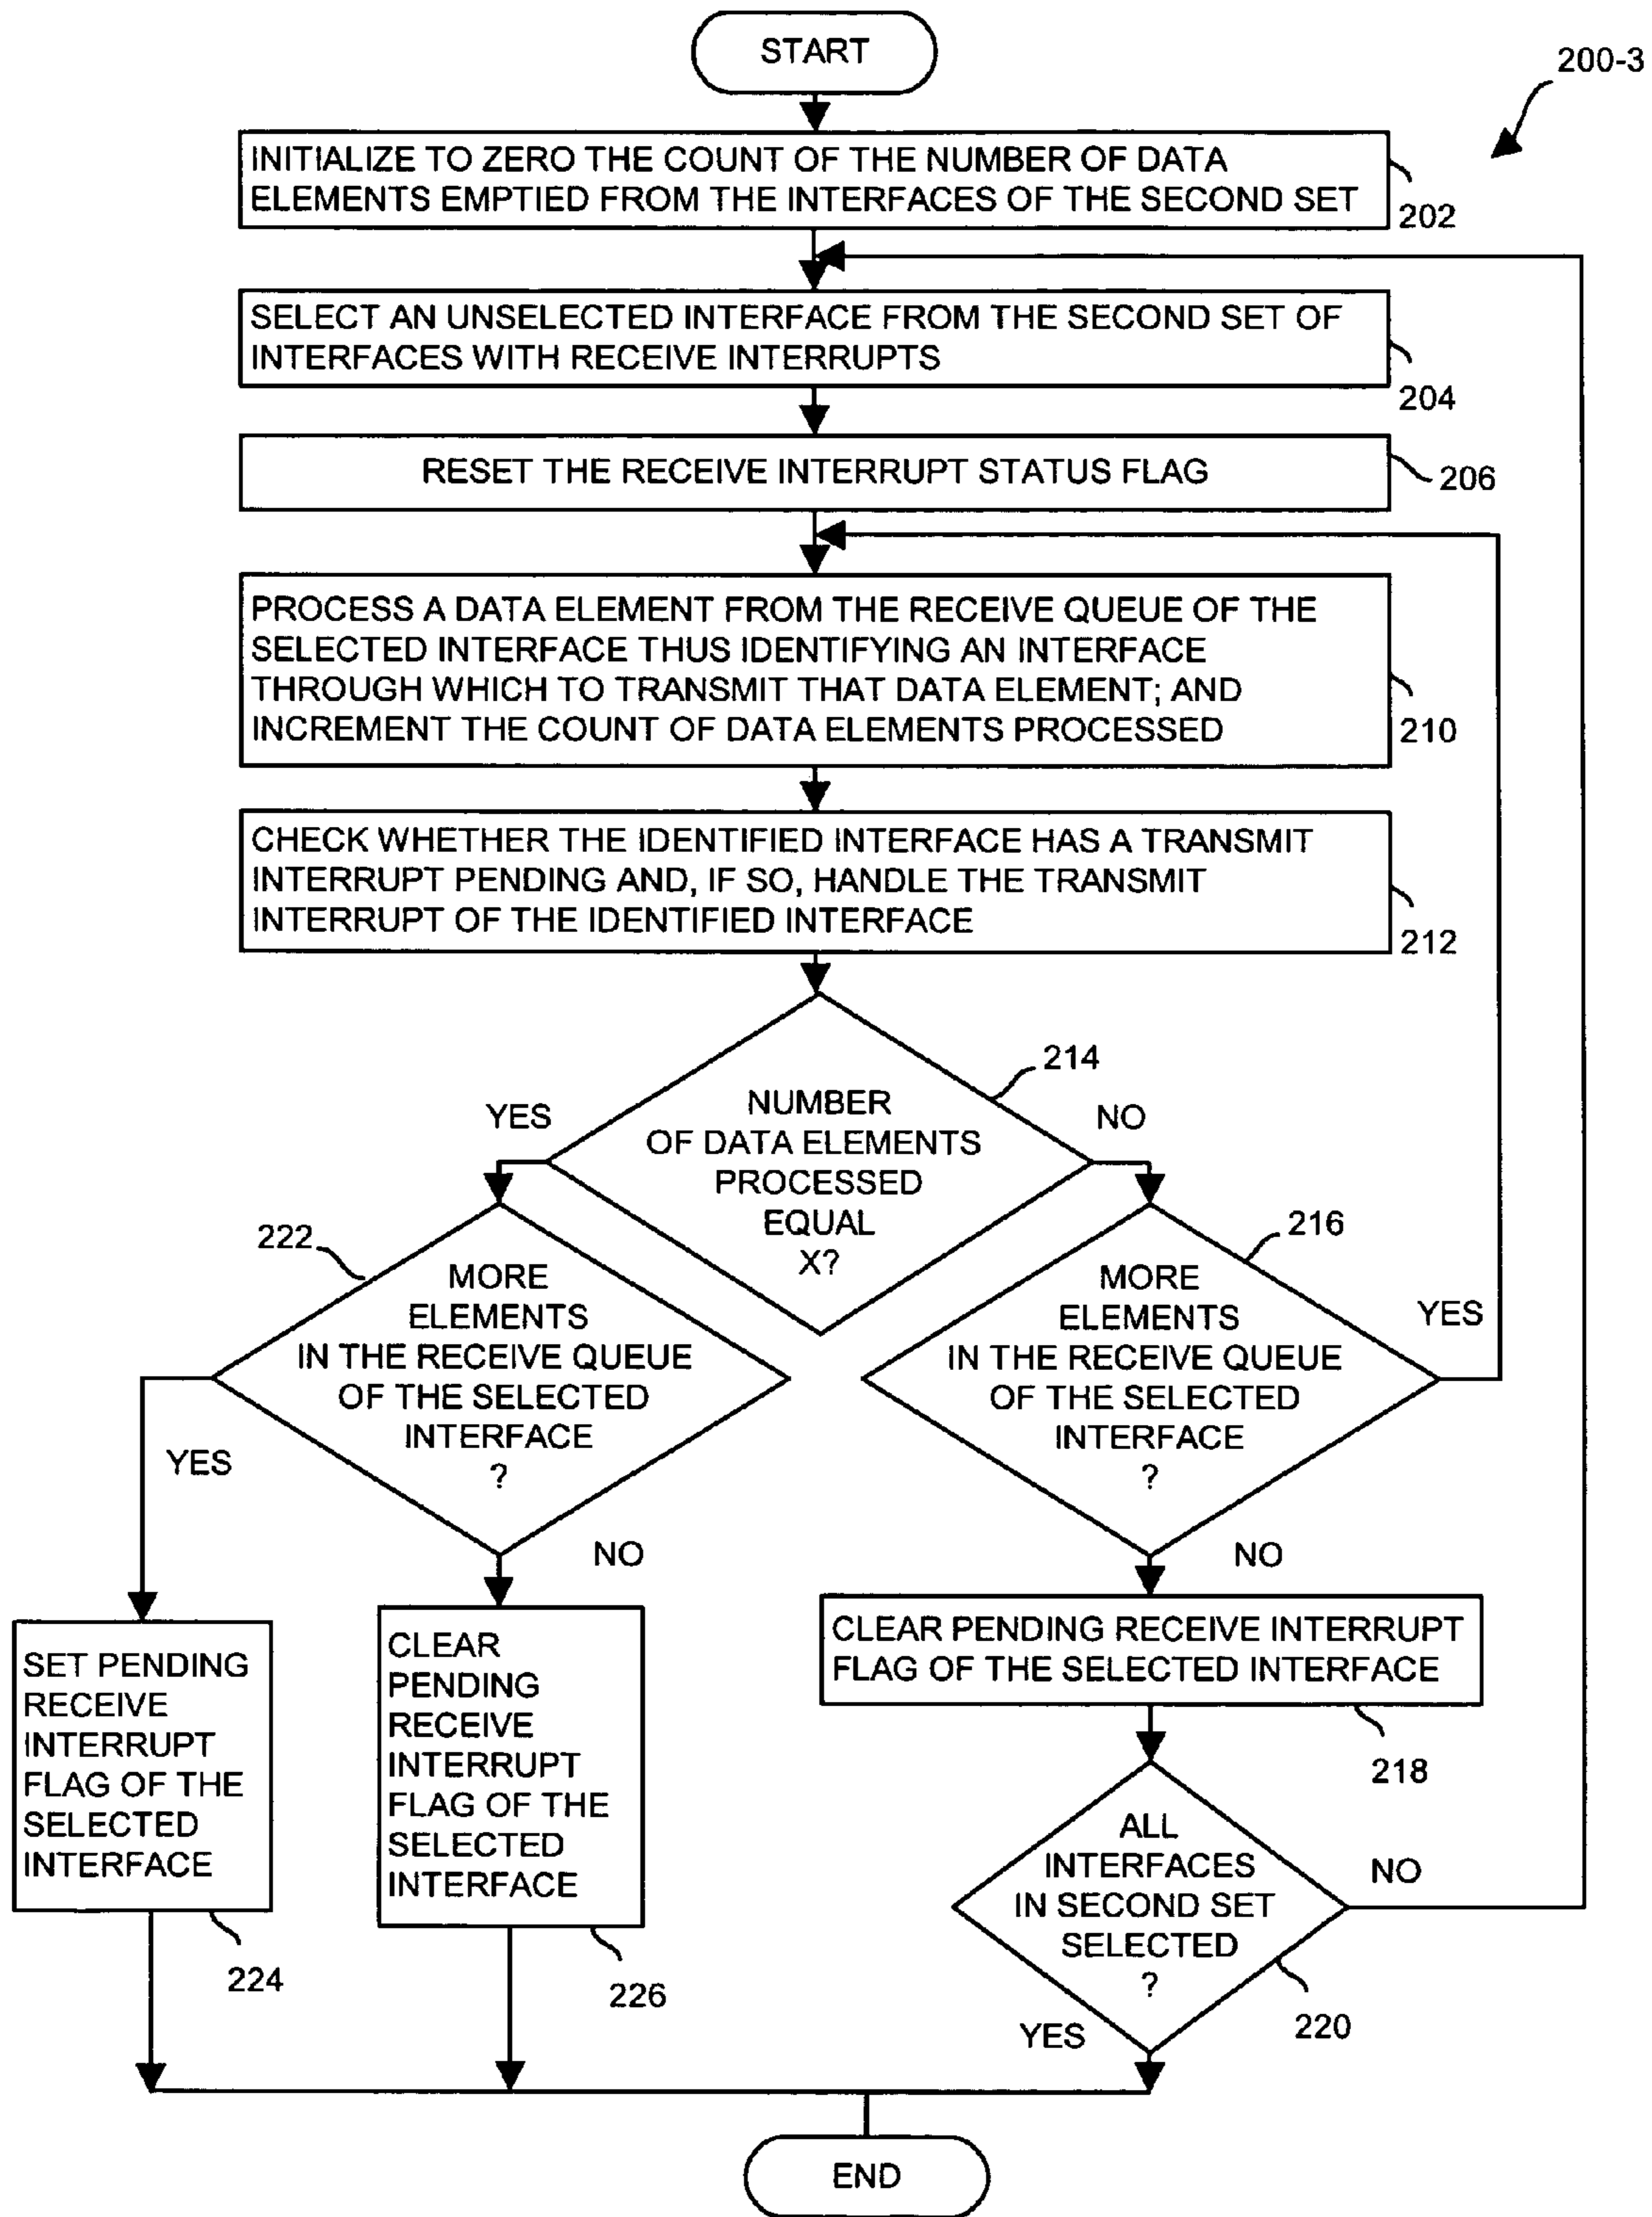 START
200-3
INITIALIZE TO ZERO THE COUNT OF THE NUMBER OF DATA
ELEMENTS EMPTIED FROM THE INTERFACES OF THE SECOND SET
202
SELECT AN UNSELECTED INTERFACE FROM THE SECOND SET OF
INTERFACES WITH RECEIVE INTERRUPTS
204
RESET THE RECEIVE INTERRUPT STATUS FLAG
206
PROCESS A DATA ELEMENT FROM THE RECEIVE QUEUE OF THE
SELECTED INTERFACE THUS IDENTIFYING AN INTERFACE
THROUGH WHICH TO TRANSMIT THAT DATA ELEMENT; AND
INCREMENT THE COUNT OF DATA ELEMENTS PROCESSED
210
CHECK WHETHER THE IDENTIFIED INTERFACE HAS A TRANSMIT
INTERRUPT PENDING AND, IF SO, HANDLE THE TRANSMIT
INTERRUPT OF THE IDENTIFIED INTERFACE
212
214
YES
NUMBER
OF DATA ELEMENTS
PROCESSED
EQUAL
X?
NO
222
MORE
ELEMENTS
IN THE RECEIVE QUEUE
OF THE SELECTED
INTERFACE
?
YES
NO
216
MORE
ELEMENTS
IN THE RECEIVE QUEUE
OF THE SELECTED
INTERFACE
?
YES
NO
SET PENDING
RECEIVE
INTERRUPT
FLAG OF THE
SELECTED
INTERFACE
224
CLEAR
PENDING
RECEIVE
INTERRUPT
FLAG OF THE
SELECTED
INTERFACE
226
CLEAR PENDING RECEIVE INTERRUPT
FLAG OF THE SELECTED INTERFACE
218
ALL
INTERFACES
IN SECOND SET
SELECTED
?
NO
YES
220
END